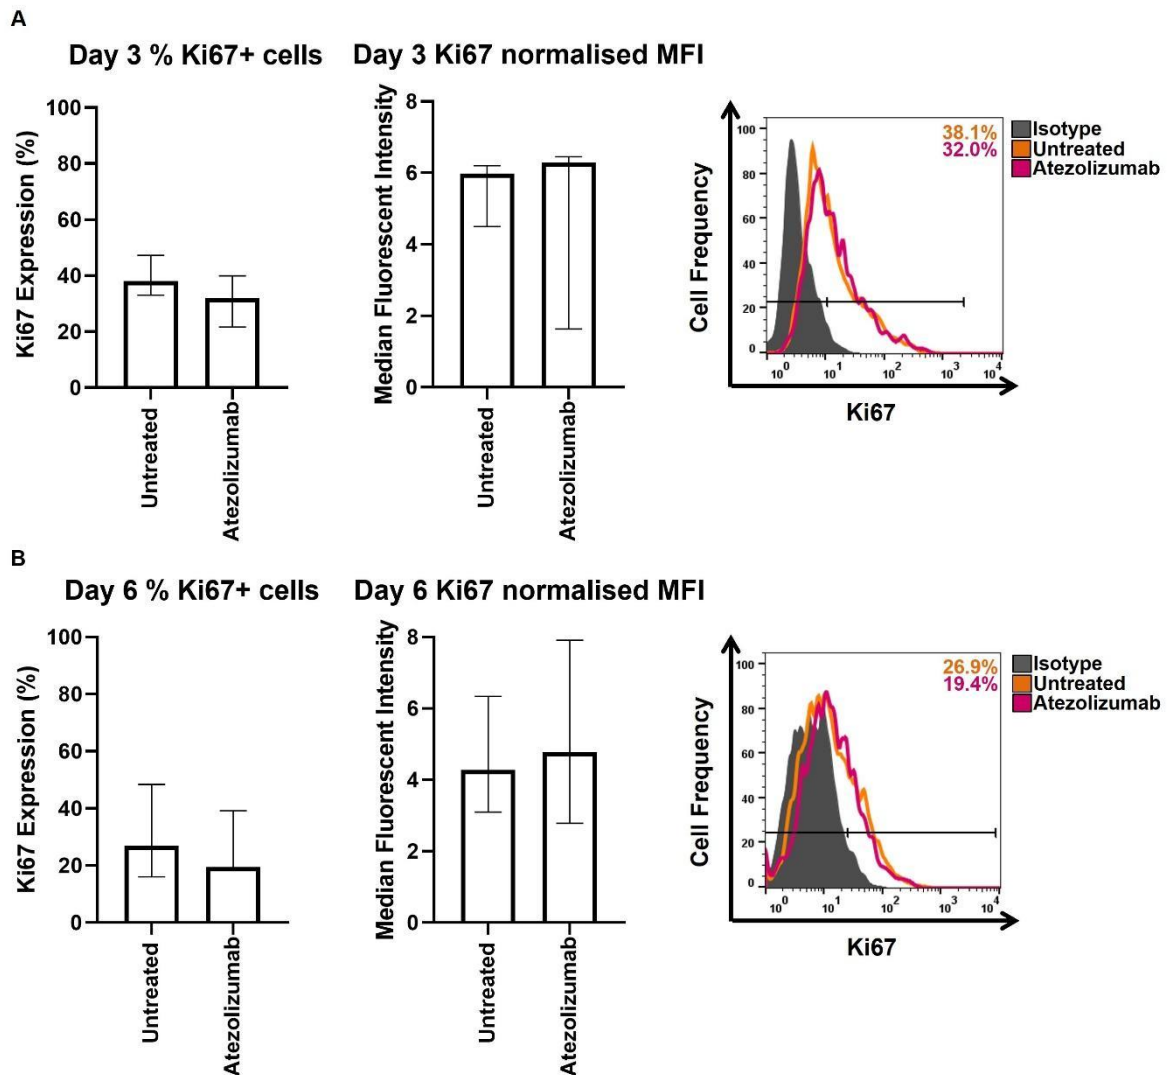 A
Day 3 % Ki67+ cells
Ki67 Expression (%)
100
80
60
40
20
0
Untreated
Atezolizumab
Day 3 Ki67 normalised MFI
Median Fluorescent Intensity
8
6
4
2
0
Untreated
Atezolizumab
Cell Frequency
100
80
60
40
20
0
38.1%
32.0%
10^0 10^1 10^2 10^3 10^4
Ki67
Isotype
Untreated
Atezolizumab
B
Day 6 % Ki67+ cells
Ki67 Expression (%)
100
80
60
40
20
0
Untreated
Atezolizumab
Day 6 Ki67 normalised MFI
Median Fluorescent Intensity
8
6
4
2
0
Untreated
Atezolizumab
Cell Frequency
100
80
60
40
20
0
26.9%
19.4%
10^0 10^1 10^2 10^3 10^4
Ki67
Isotype
Untreated
Atezolizumab